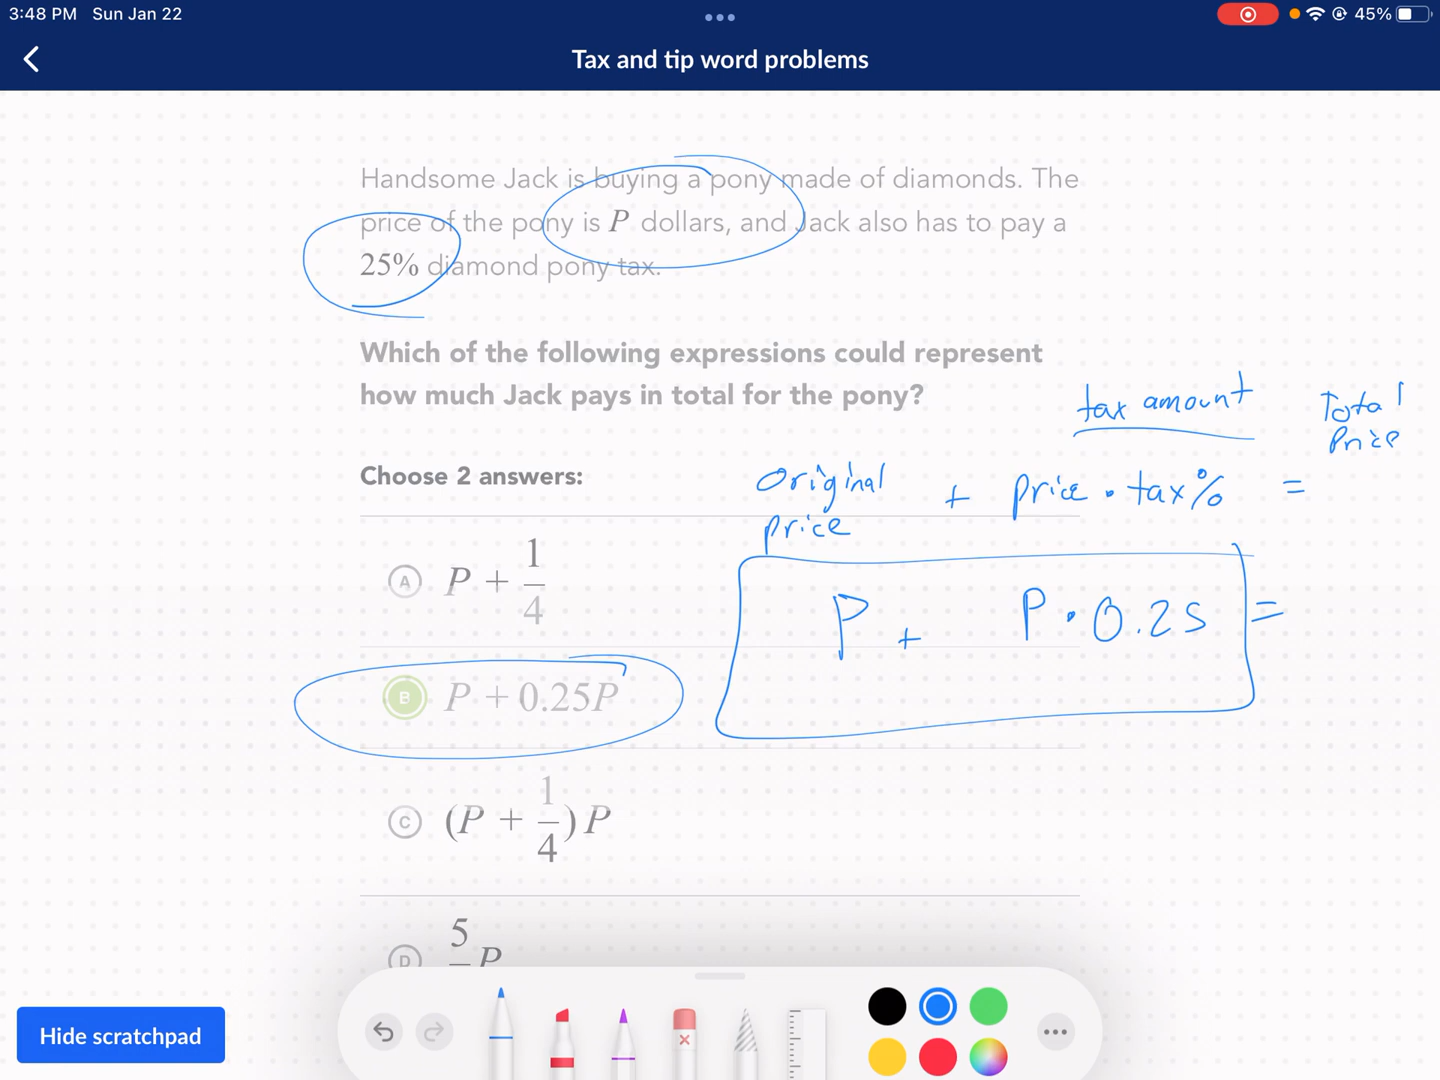 3:48 PM Sun Jan 22
45%
Tax and tip word problems
Handsome Jack is buying a pony made of diamonds. The
price of the pony is P dollars, and Jack also has to pay a
25% diamond pony tax.
Which of the following expressions could represent
how much Jack pays in total for the pony?
tax amount
Total
Price
Choose 2 answers:
Original
price
+ price · tax% =
A P + 1/4
P + P · 0.25 =
B P + 0.25P
C (P + 1/4) P
D 5 P
Hide scratchpad